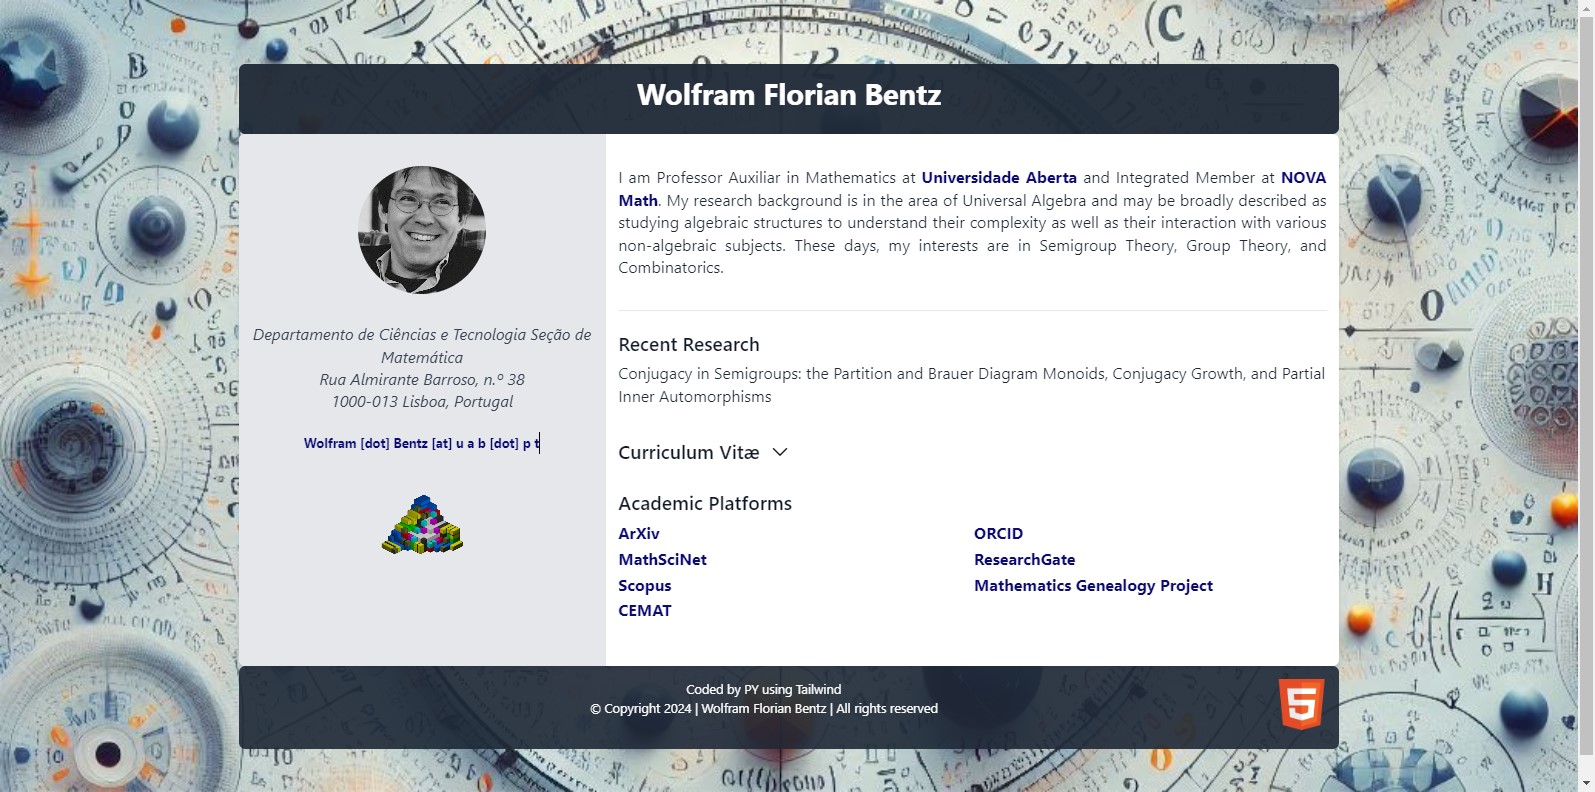 Wolfram Florian Bentz
Departamento de Ciências e Tecnologia Seção de
Matemática
Rua Almirante Barroso, n.º 38
1000-013 Lisboa, Portugal
Wolfram [dot] Bentz [at] u a b [dot] p t
I am Professor Auxiliar in Mathematics at Universidade Aberta and Integrated Member at NOVA
Math. My research background is in the area of Universal Algebra and may be broadly described as
studying algebraic structures to understand their complexity as well as their interaction with various
non-algebraic subjects. These days, my interests are in Semigroup Theory, Group Theory, and
Combinatorics.
Recent Research
Conjugacy in Semigroups: the Partition and Brauer Diagram Monoids, Conjugacy Growth, and Partial
Inner Automorphisms
Curriculum Vitæ
Academic Platforms
ArXiv
MathSciNet
Scopus
CEMAT
ORCID
ResearchGate
Mathematics Genealogy Project
Coded by PY using Tailwind
© Copyright 2024 | Wolfram Florian Bentz | All rights reserved
5